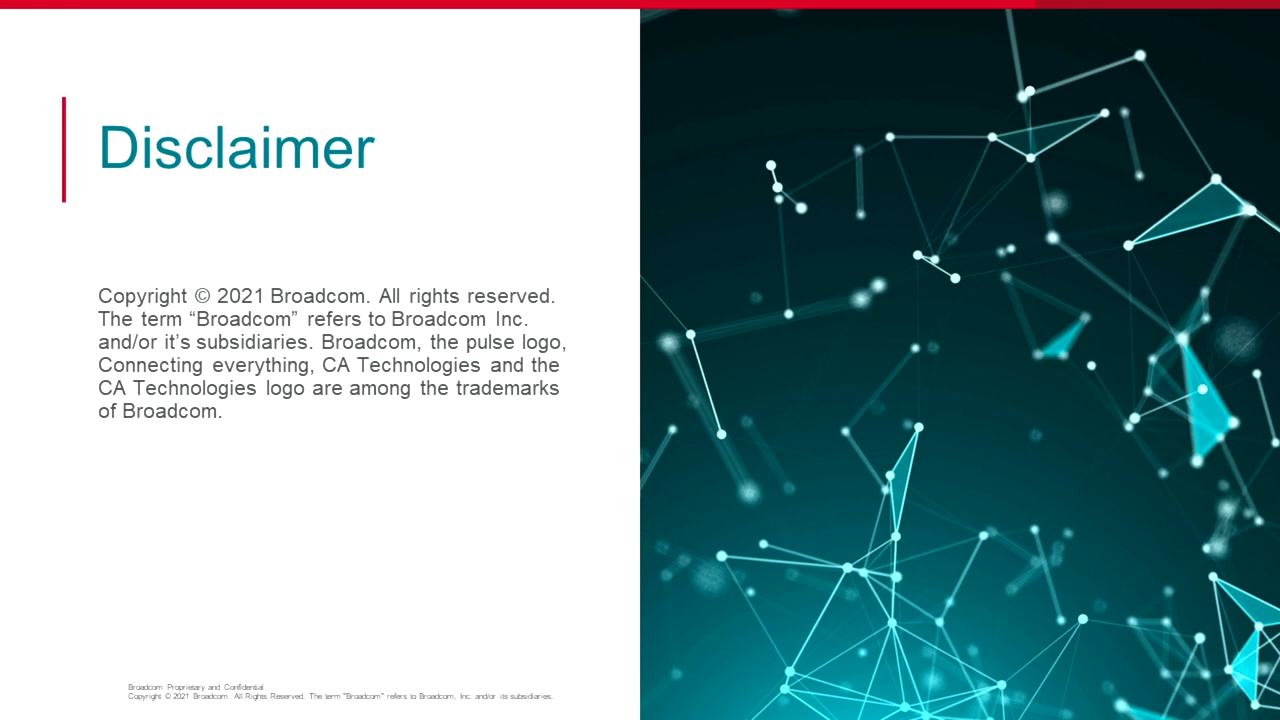 Disclaimer
Copyright © 2021 Broadcom. All rights reserved.
The term “Broadcom” refers to Broadcom Inc.
and/or it’s subsidiaries. Broadcom, the pulse logo,
Connecting everything, CA Technologies and the
CA Technologies logo are among the trademarks
of Broadcom.
Broadcom Proprietary and Confidential
Copyright © 2021 Broadcom. All Rights Reserved. The term “Broadcom” refers to Broadcom, Inc. and/or its subsidiaries.